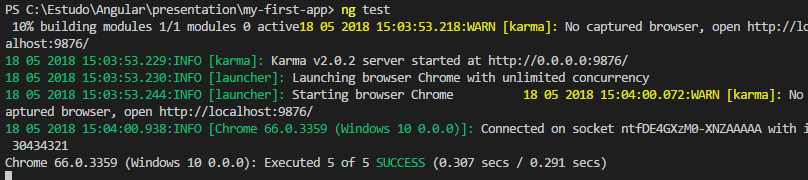 PS C:\Estudo\Angular\presentation\my-first-app> ng test
 10% building modules 1/1 modules 0 active18 05 2018 15:03:53.218:WARN [karma]: No captured browser, open http://loc
alhost:9876/
18 05 2018 15:03:53.229:INFO [karma]: Karma v2.0.2 server started at http://0.0.0.0:9876/
18 05 2018 15:03:53.230:INFO [launcher]: Launching browser Chrome with unlimited concurrency
18 05 2018 15:03:53.244:INFO [launcher]: Starting browser Chrome 18 05 2018 15:04:00.072:WARN [karma]: No
aptured browser, open http://localhost:9876/
18 05 2018 15:04:00.938:INFO [Chrome 66.0.3359 (Windows 10 0.0.0)]: Connected on socket ntfDE4GXzM0-XNZAAAAA with i
 30434321
Chrome 66.0.3359 (Windows 10 0.0.0): Executed 5 of 5 SUCCESS (0.307 secs / 0.291 secs)